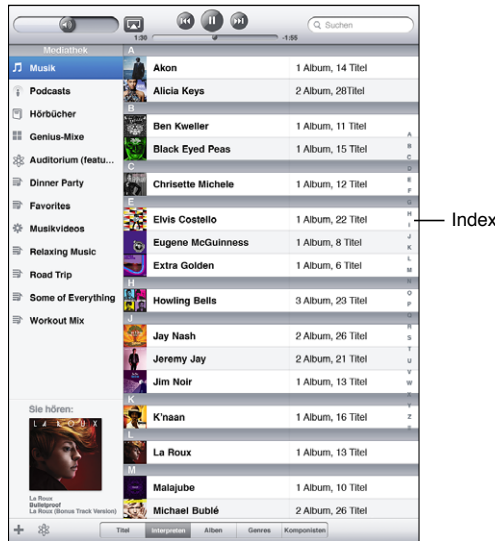 Suchen
1:30
-1:55
Mediathek
Musik
Podcasts
Hörbücher
Genius-Mixe
Auditorium (featu...
Dinner Party
Favorites
Musikvideos
Relaxing Music
Road Trip
Some of Everything
Workout Mix
Sie hören:
LA ROUX
La Roux
Bulletproof
La Roux (Bonus Track Version)
A
Akon 1 Album, 14 Titel
Alicia Keys 2 Album, 28Titel
B
Ben Kweller 1 Album, 11 Titel
Black Eyed Peas 1 Album, 15 Titel
C
Chrisette Michele 1 Album, 12 Titel
E
Elvis Costello 1 Album, 22 Titel
Eugene McGuinness 1 Album, 8 Titel
Extra Golden 1 Album, 6 Titel
H
Howling Bells 3 Album, 23 Titel
J
Jay Nash 2 Album, 26 Titel
Jeremy Jay 2 Album, 21 Titel
Jim Noir 1 Album, 13 Titel
K
K'naan 1 Album, 16 Titel
L
La Roux 1 Album, 13 Titel
M
Malajube 1 Album, 10 Titel
Michael Bublé 2 Album, 26 Titel
A
B
C
D
E
F
G
H
I
J
K
L
M
N
O
P
Q
R
S
T
U
V
W
X
Y
Z
#
Index
Titel Interpreten Alben Genres Komponisten